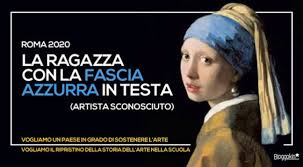 ROMA 2020
LA RAGAZZA
CON LA FASCIA
AZZURRA IN TESTA
(ARTISTA SCONOSCIUTO)
VOGLIAMO UN PAESE IN GRADO DI SOSTENERE L'ARTE
VOGLIAMO IL RIPRISTINO DELLA STORIA DELL'ARTE NELLA SCUOLA